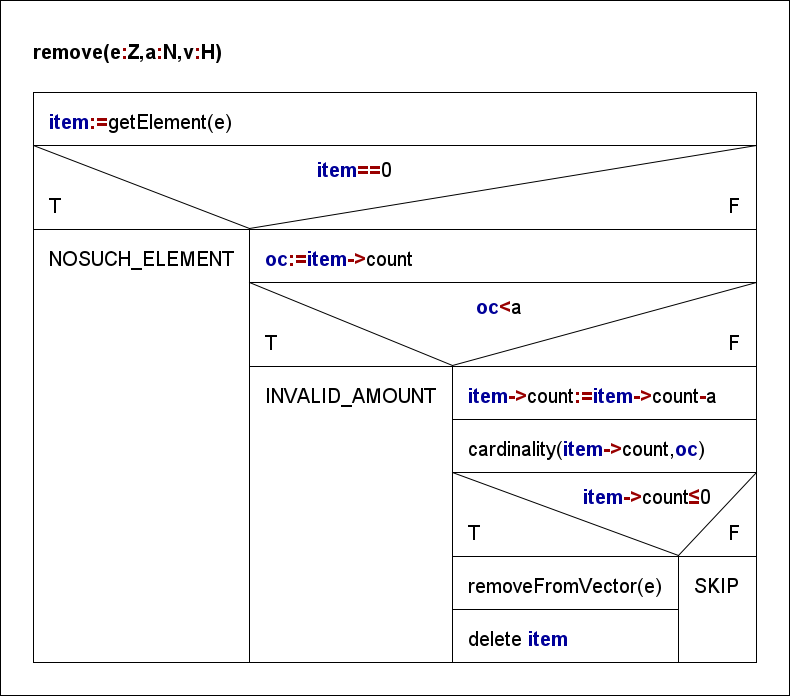 remove(e:Z,a:N,v:H)
item:=getElement(e)
item==0
T
F
NOSUCH_ELEMENT
oc:=item->count
oc<a
T
F
INVALID_AMOUNT
item->count:=item->count-a
cardinality(item->count,oc)
item->count≤0
T
F
removeFromVector(e)
SKIP
delete item